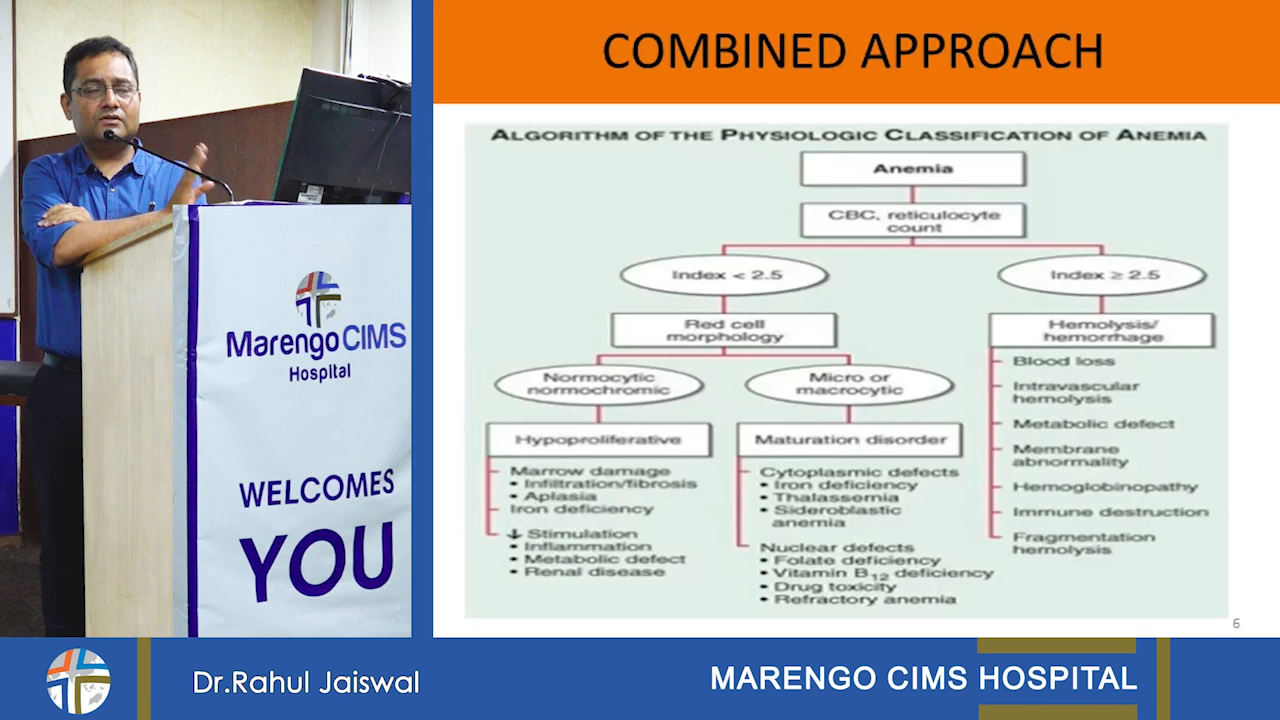 COMBINED APPROACH
ALGORITHM OF THE PHYSIOLOGIC CLASSIFICATION OF ANEMIA
Anemia
CBC, reticulocyte
count
Index < 2.5
Index ≥ 2.5
Red cell
morphology
Hemolysis/
hemorrhage
Normocytic
normochromic
Micro or
macrocytic
Hypoproliferative
Maturation disorder
Marrow damage
• Infiltration/fibrosis
• Aplasia
Iron deficiency
↓ Stimulation
• Inflammation
• Metabolic defect
• Renal disease
Cytoplasmic defects
• Iron deficiency
• Thalassemia
• Sideroblastic
anemia
Nuclear defects
• Folate deficiency
• Vitamin B12 deficiency
• Drug toxicity
• Refractory anemia
Blood loss
Intravascular
hemolysis
Metabolic defect
Membrane
abnormality
Hemoglobinopathy
Immune destruction
Fragmentation
hemolysis
6
Marengo CIMS
Hospital
WELCOMES
YOU
Dr.Rahul Jaiswal
MARENGO CIMS HOSPITAL